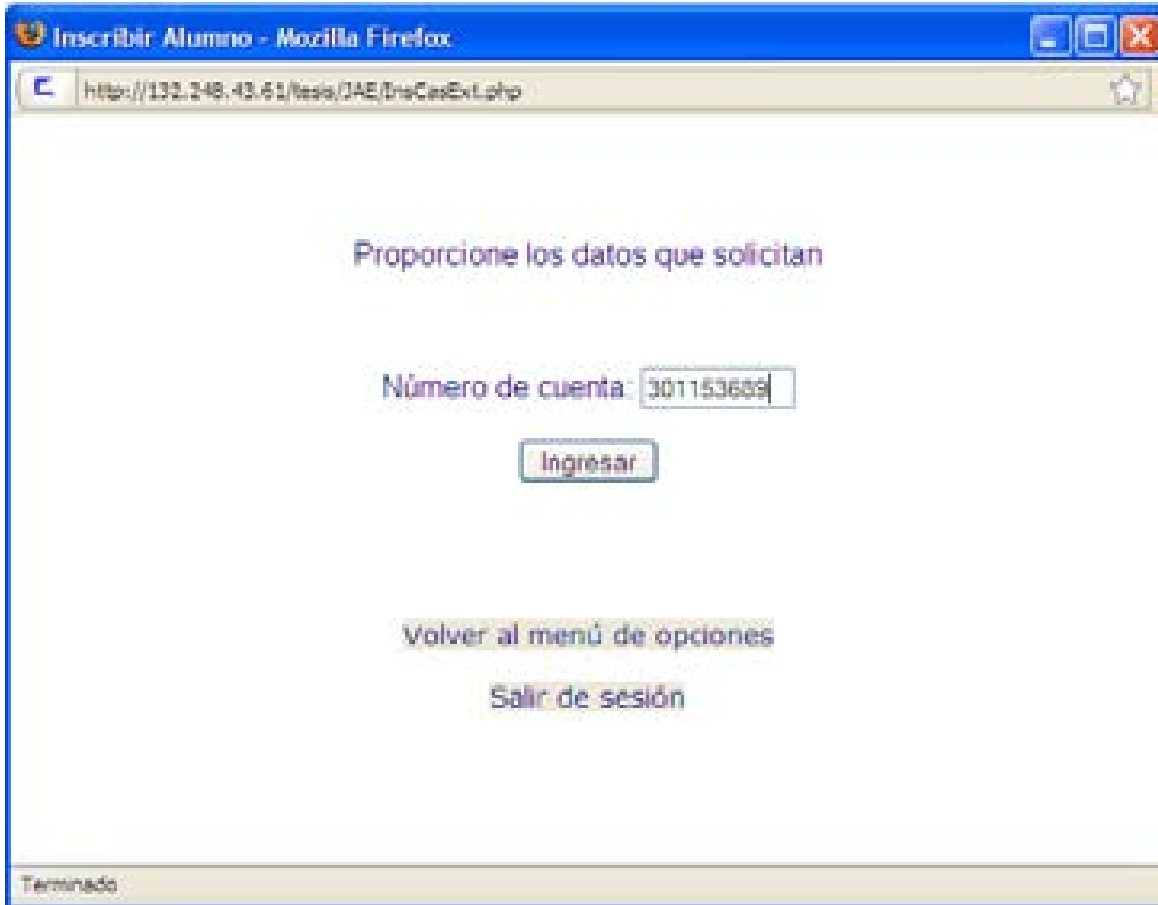 Inscribir Alumno - Mozilla Firefox
http://132.248.43.61/tesis/JAE/InsCasExt.php
Proporcione los datos que solicitan
Número de cuenta: 301153689
Ingresar
Volver al menú de opciones
Salir de sesión
Terminado